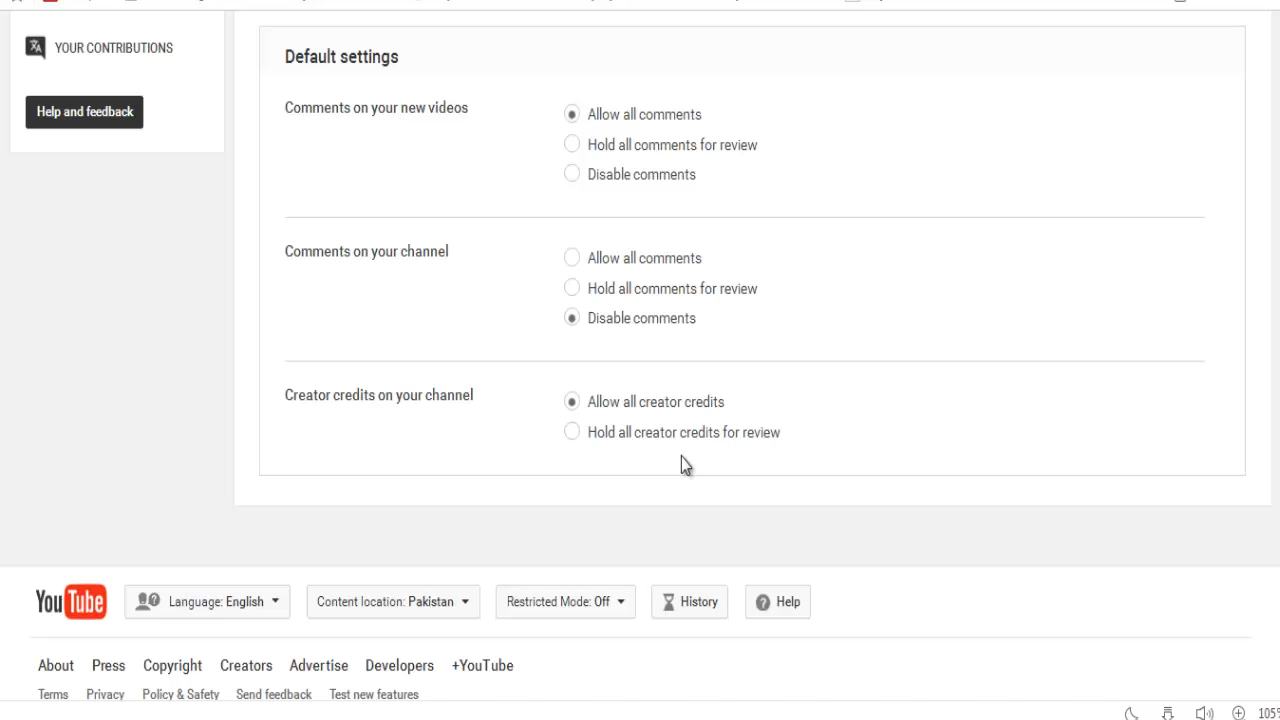 YOUR CONTRIBUTIONS
Help and feedback
Default settings
Comments on your new videos
Allow all comments
Hold all comments for review
Disable comments
Comments on your channel
Allow all comments
Hold all comments for review
Disable comments
Creator credits on your channel
Allow all creator credits
Hold all creator credits for review
YouTube Language: English Content location: Pakistan Restricted Mode: Off History Help
About Press Copyright Creators Advertise Developers +YouTube
Terms Privacy Policy & Safety Send feedback Test new features
105%